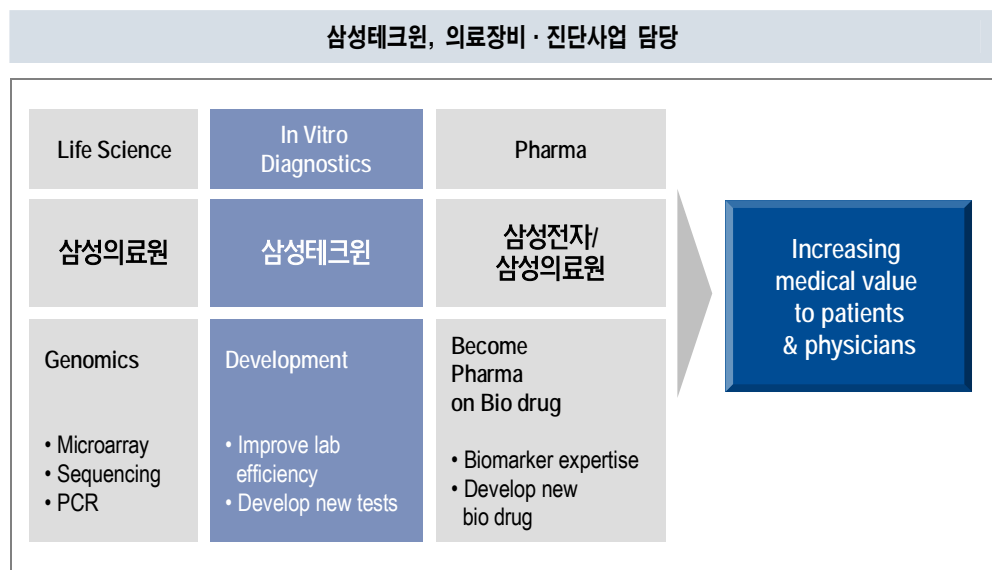 삼성테크윈, 의료장비 · 진단사업 담당
Life Science
In Vitro
Diagnostics
Pharma
삼성의료원
삼성테크윈
삼성전자/
삼성의료원
Genomics
• Microarray
• Sequencing
• PCR
Development
• Improve lab
efficiency
• Develop new tests
Become
Pharma
on Bio drug
• Biomarker expertise
• Develop new
bio drug
Increasing
medical value
to patients
& physicians